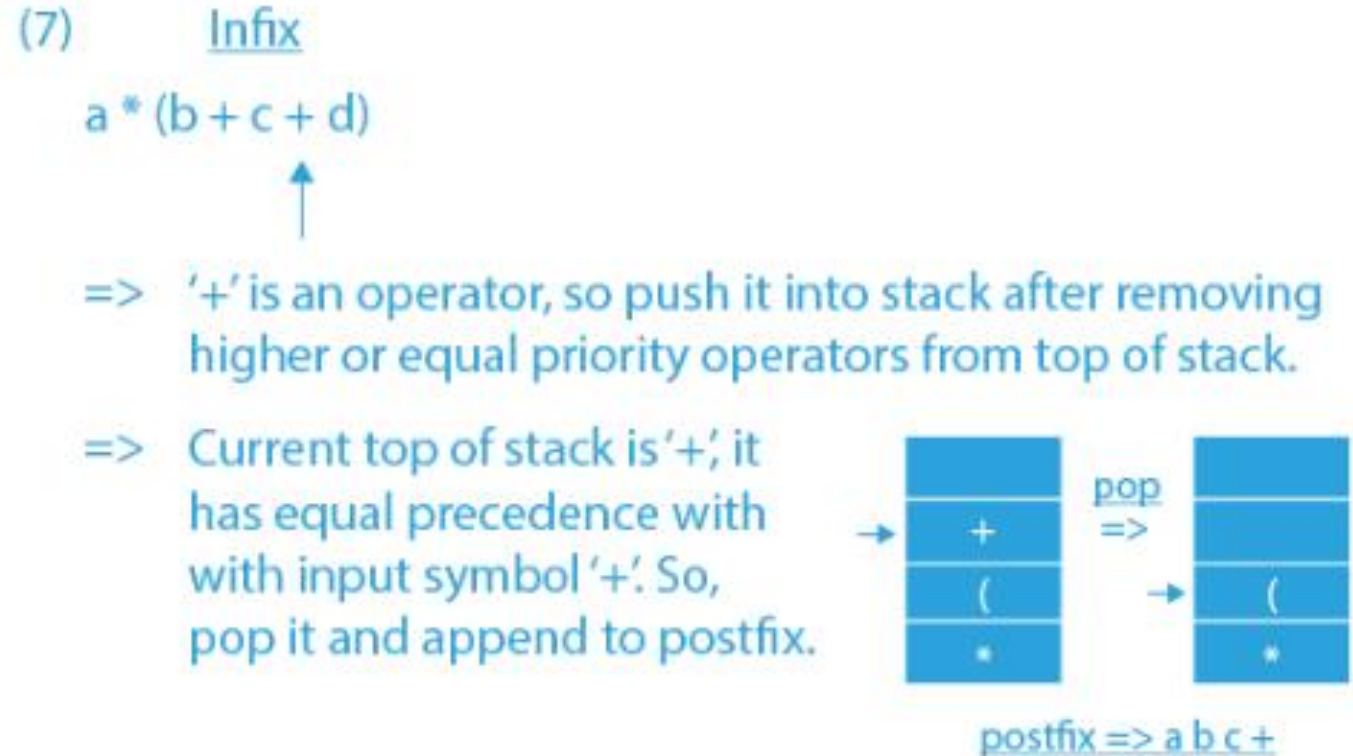 (7) Infix
a * (b + c + d)
=> '+' is an operator, so push it into stack after removing
higher or equal priority operators from top of stack.
=> Current top of stack is '+', it
has equal precedence with
with input symbol '+'. So,
pop it and append to postfix.
pop
=>
+
(
*
(
*
postfix => a b c +